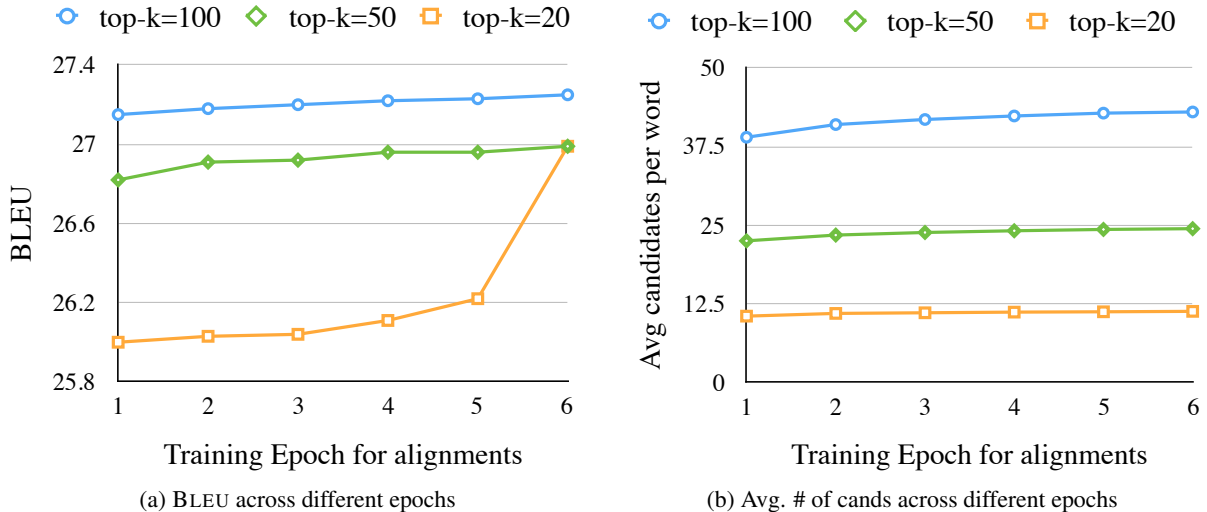 top-k=100 top-k=50 top-k=20
27.4
27
26.6
26.2
25.8
BLEU
1 2 3 4 5 6
Training Epoch for alignments
(a) BLEU across different epochs
top-k=100 top-k=50 top-k=20
50
37.5
25
12.5
0
Avg candidates per word
1 2 3 4 5 6
Training Epoch for alignments
(b) Avg. # of cands across different epochs